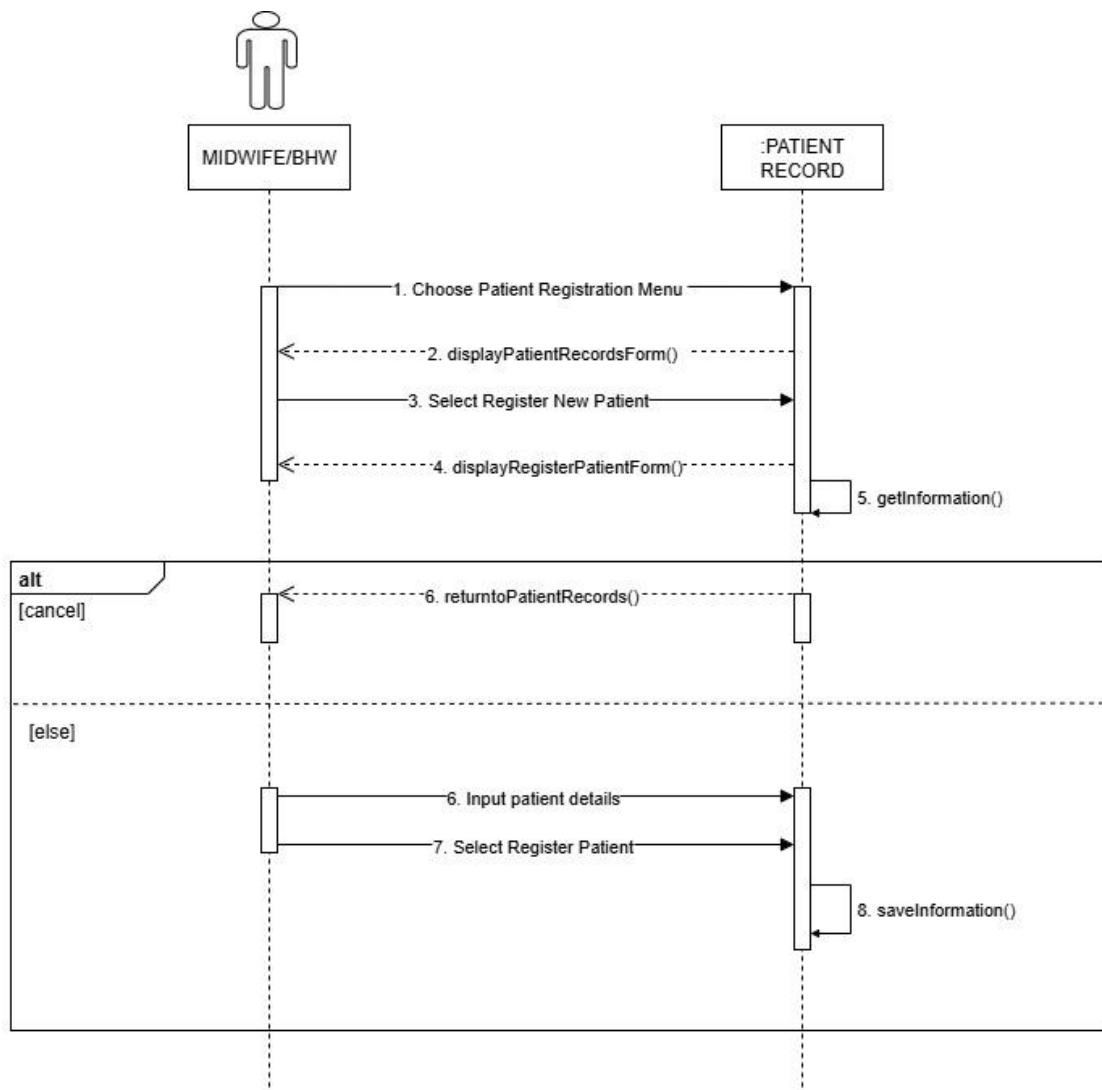 MIDWIFE/BHW
:PATIENT
RECORD
1. Choose Patient Registration Menu
2. displayPatientRecordsForm()
3. Select Register New Patient
4. displayRegisterPatientForm()
5. getInformation()
alt
[cancel]
6. returntoPatientRecords()
[else]
6. Input patient details
7. Select Register Patient
8. saveInformation()